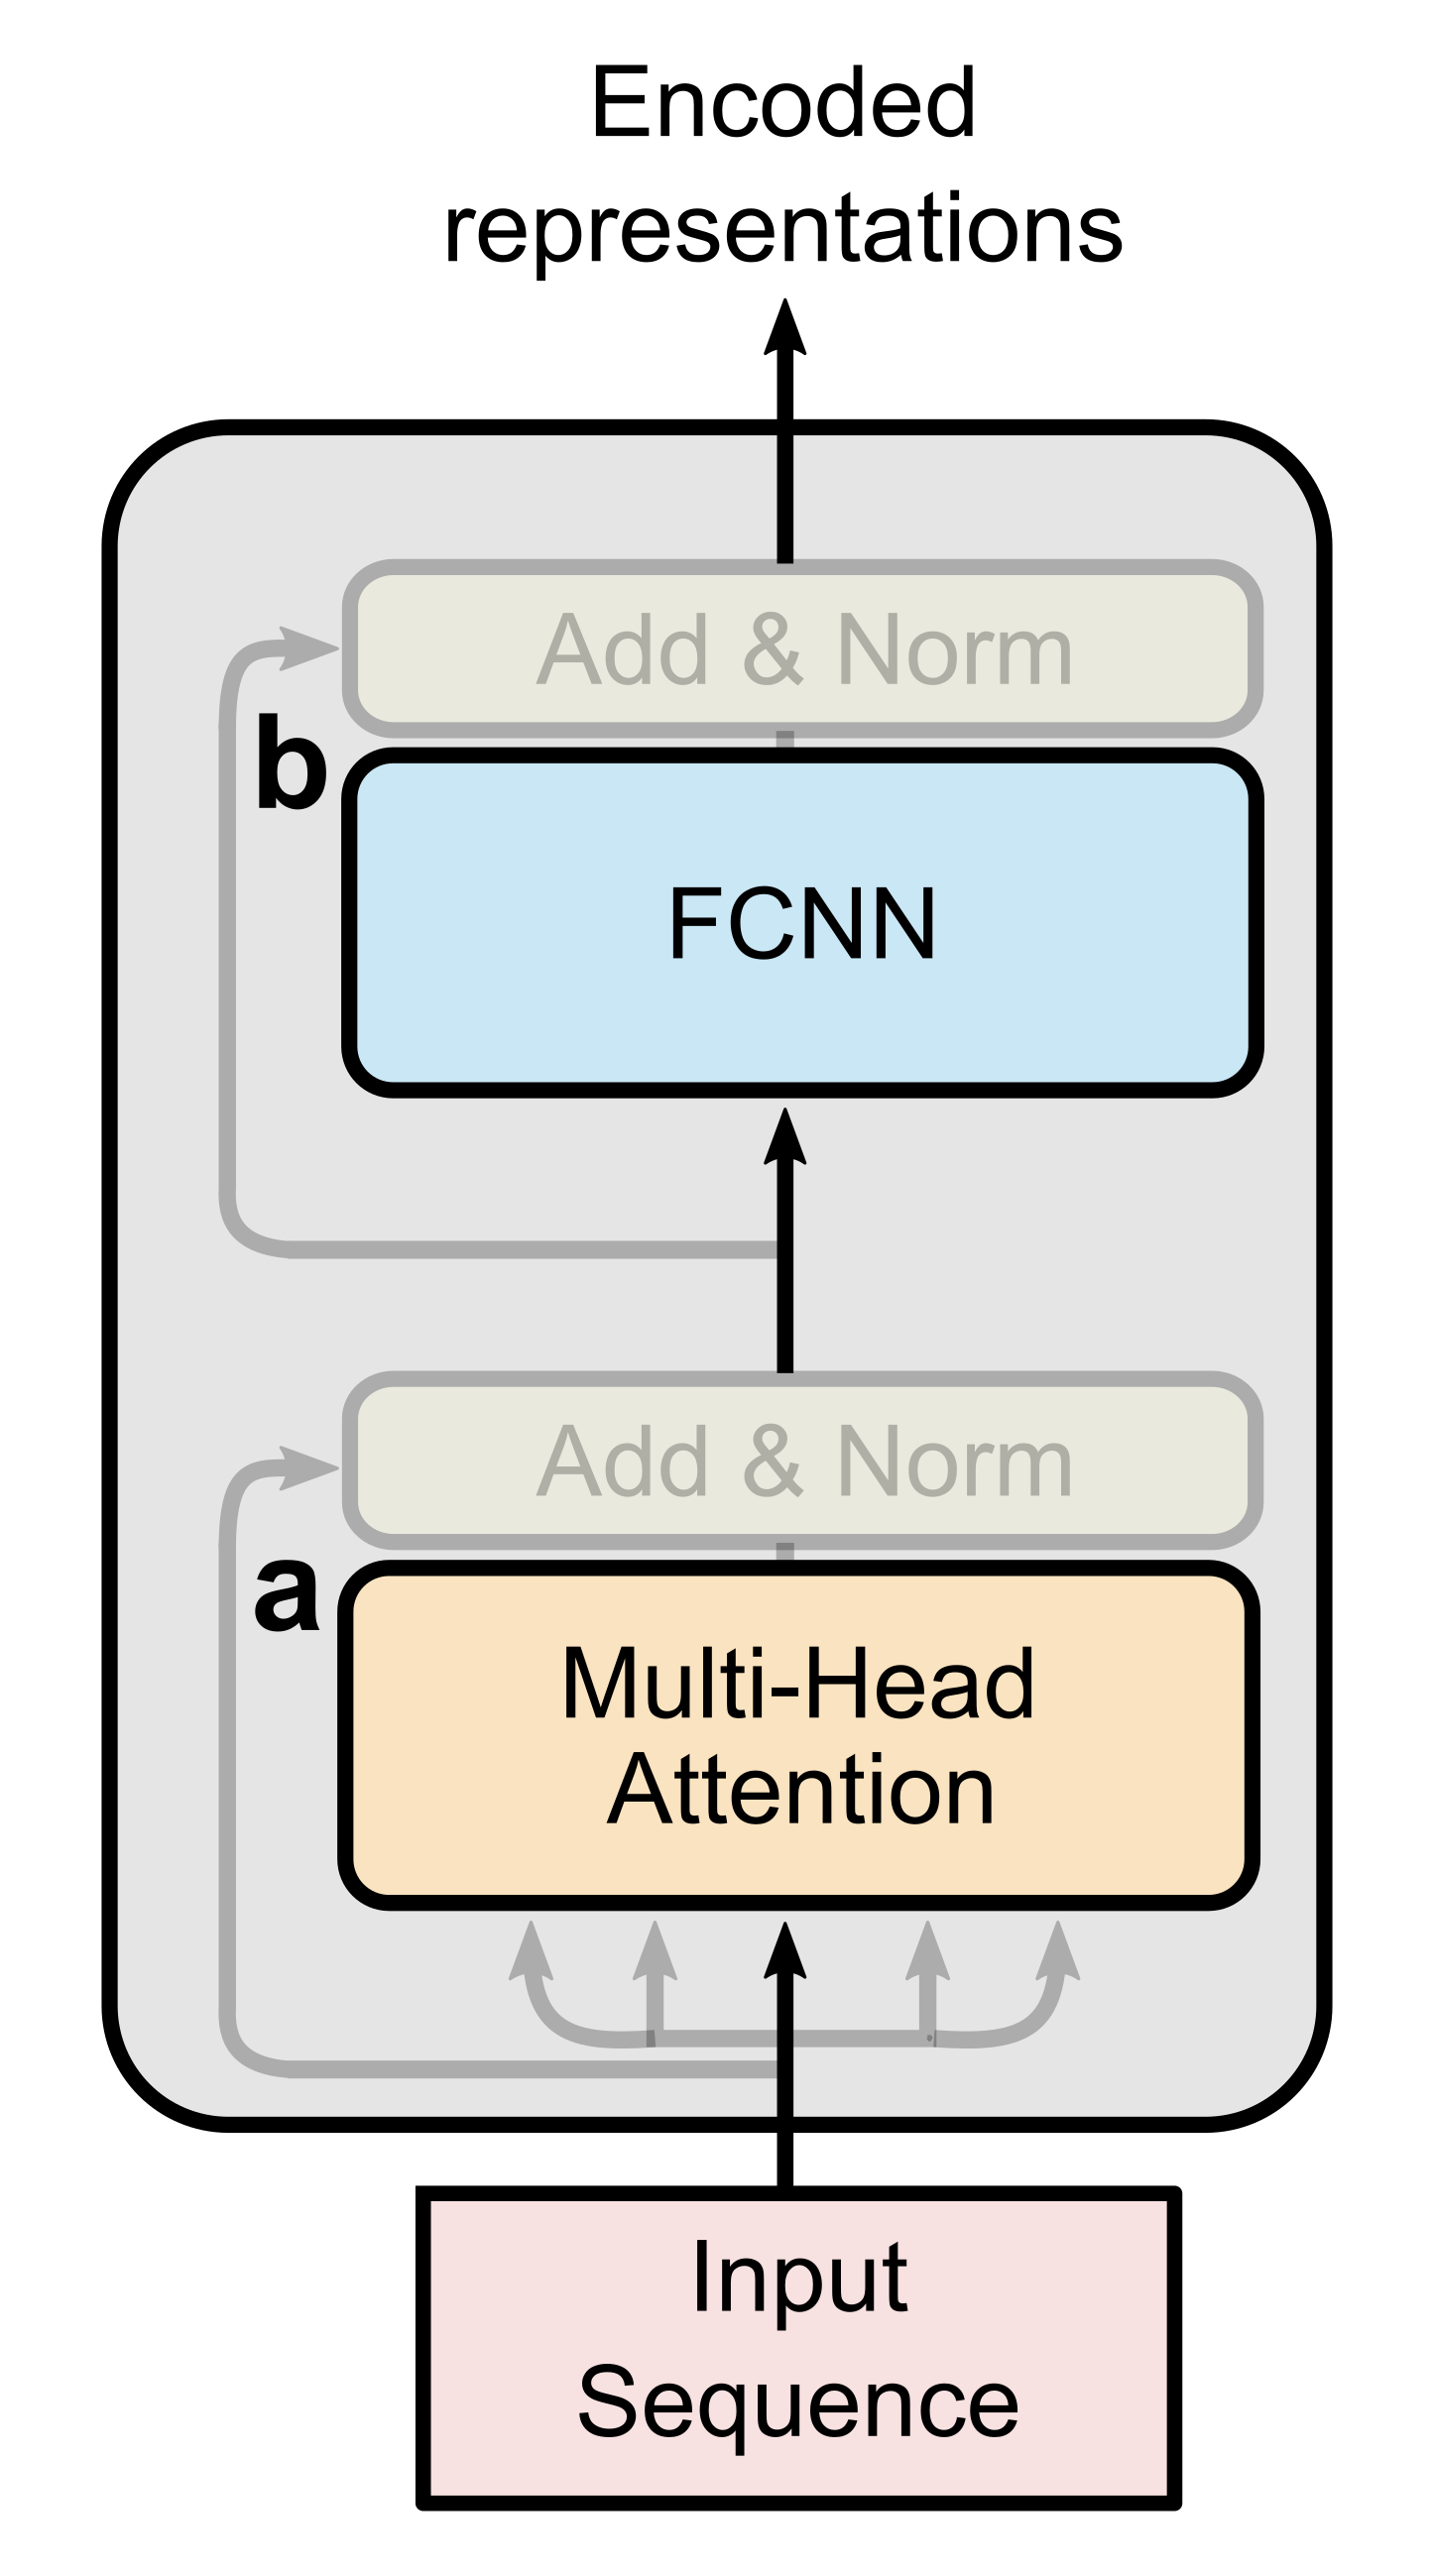 Encoded
representations
Add & Norm
b
FCNN
Add & Norm
a
Multi-Head
Attention
Input
Sequence